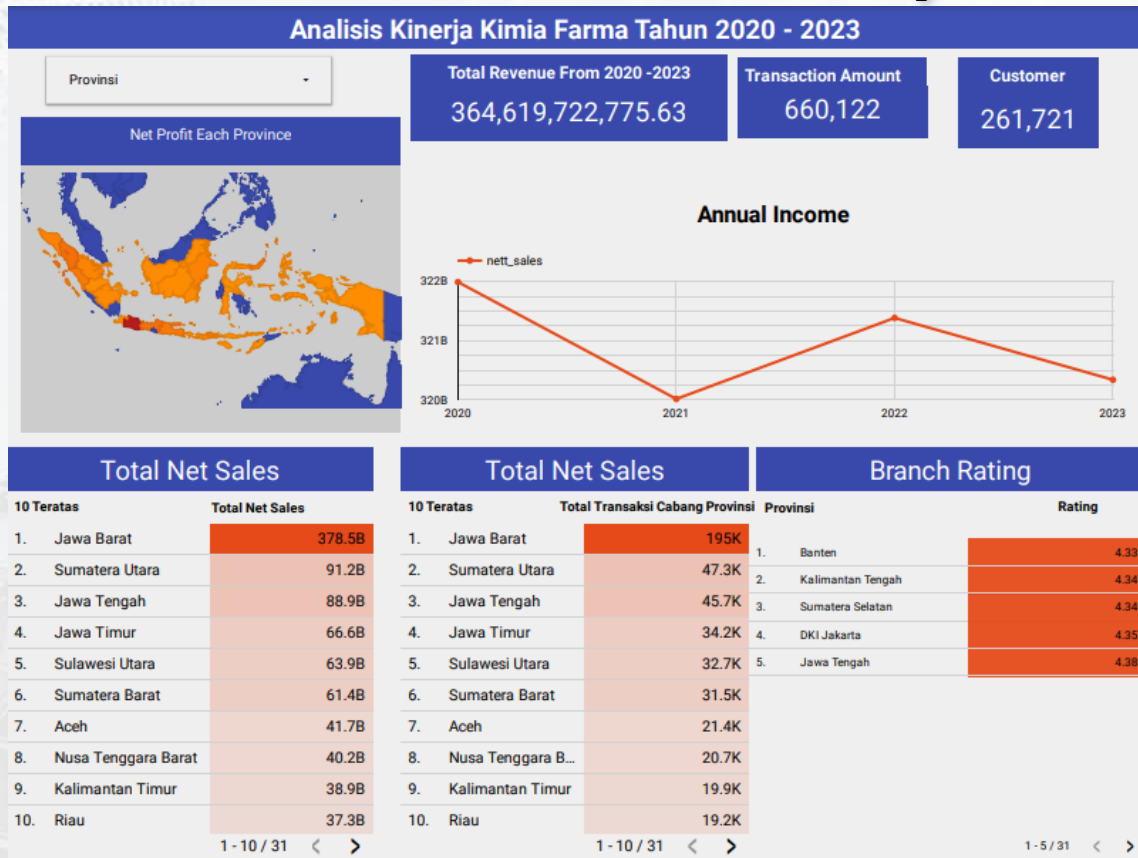 Analisis Kinerja Kimia Farma Tahun 2020 - 2023
Provinsi
Total Revenue From 2020 -2023
364,619,722,775.63
Transaction Amount
660,122
Customer
261,721
Net Profit Each Province
Annual Income
nett_sales
322B
321B
320B
2020 2021 2022 2023
Total Net Sales
10 Teratas Total Net Sales
1. Jawa Barat 378.5B
2. Sumatera Utara 91.2B
3. Jawa Tengah 88.9B
4. Jawa Timur 66.6B
5. Sulawesi Utara 63.9B
6. Sumatera Barat 61.4B
7. Aceh 41.7B
8. Nusa Tenggara Barat 40.2B
9. Kalimantan Timur 38.9B
10. Riau 37.3B
1 - 10 / 31 < >
Total Net Sales
10 Teratas Total Transaksi Cabang Provinsi
1. Jawa Barat 195K
2. Sumatera Utara 47.3K
3. Jawa Tengah 45.7K
4. Jawa Timur 34.2K
5. Sulawesi Utara 32.7K
6. Sumatera Barat 31.5K
7. Aceh 21.4K
8. Nusa Tenggara B... 20.7K
9. Kalimantan Timur 19.9K
10. Riau 19.2K
1 - 10 / 31 < >
Branch Rating
Provinsi Rating
1. Banten 4.33
2. Kalimantan Tengah 4.34
3. Sumatera Selatan 4.34
4. DKI Jakarta 4.35
5. Jawa Tengah 4.38
1 - 5 / 31 < >